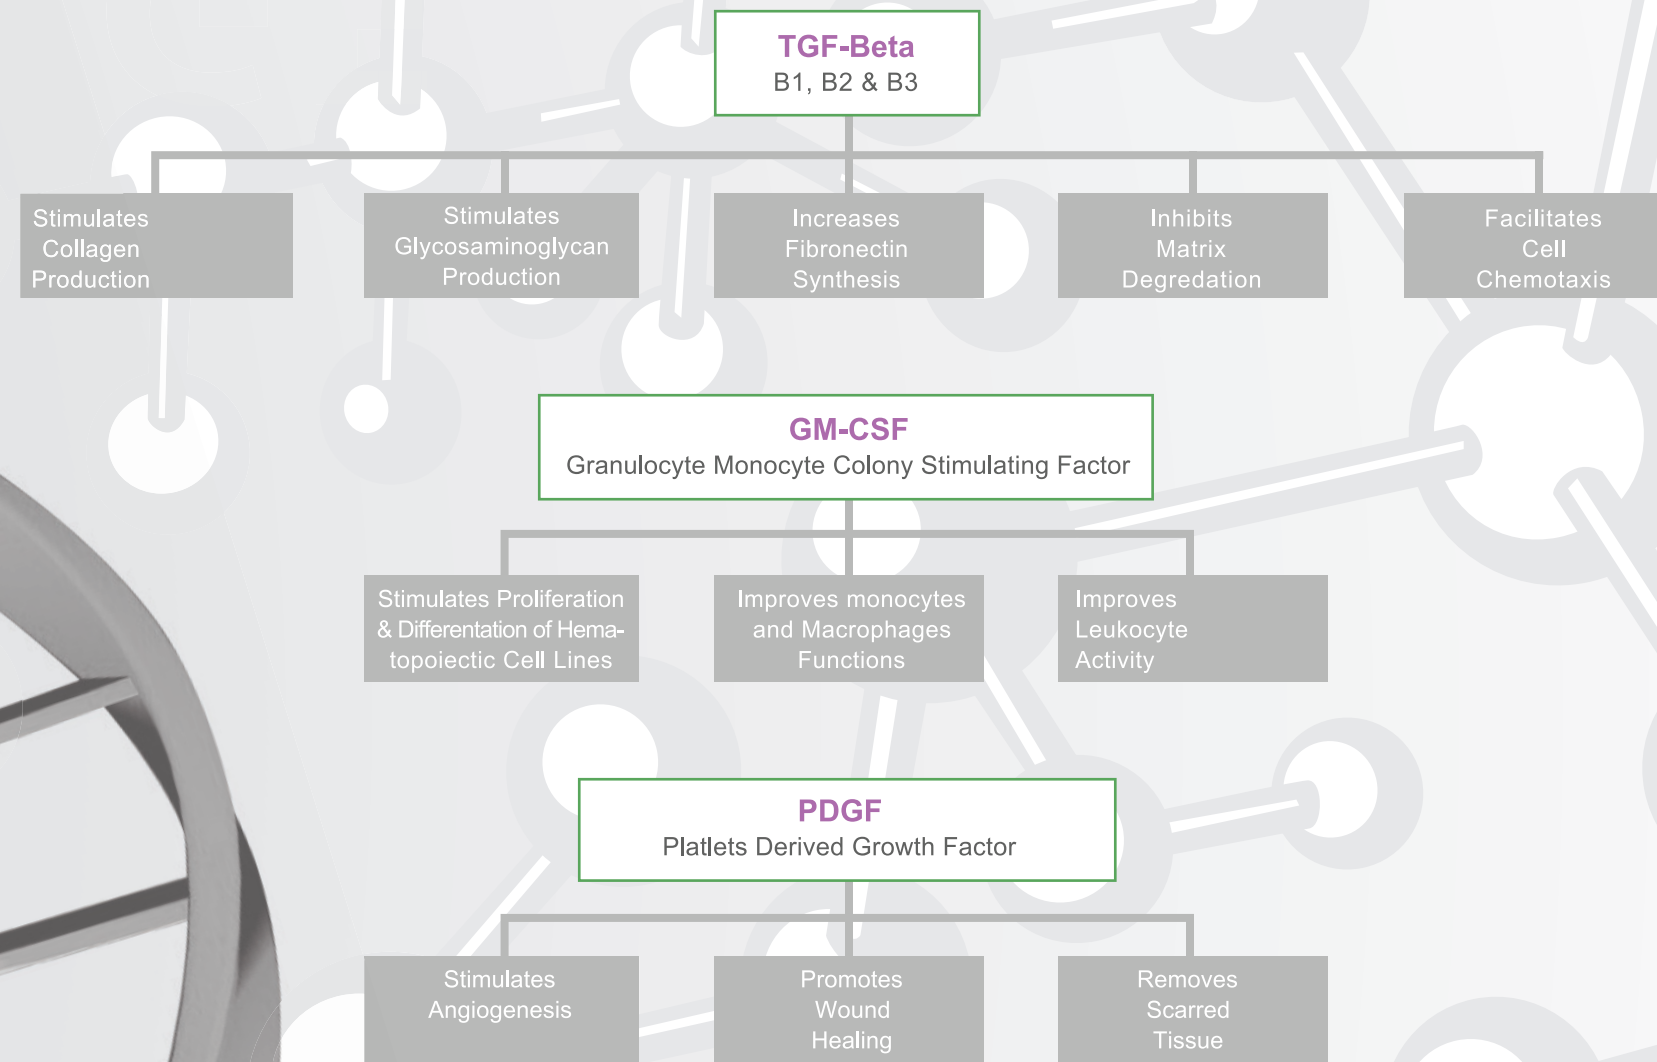 TGF-Beta
B1, B2 & B3
Stimulates
Collagen
Production
Stimulates
Glycosaminoglycan
Production
Increases
Fibronectin
Synthesis
Inhibits
Matrix
Degredation
Facilitates
Cell
Chemotaxis
GM-CSF
Granulocyte Monocyte Colony Stimulating Factor
Stimulates Proliferation
& Differentation of Hema-
topoiectic Cell Lines
Improves monocytes
and Macrophages
Functions
Improves
Leukocyte
Activity
PDGF
Platlets Derived Growth Factor
Stimulates
Angiogenesis
Promotes
Wound
Healing
Removes
Scarred
Tissue